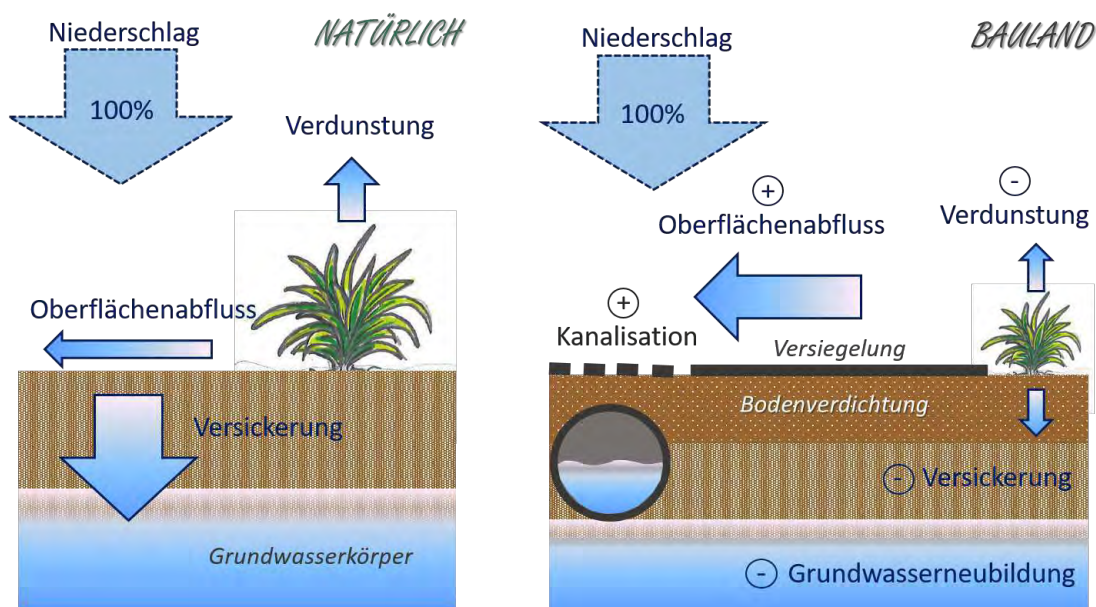 NATÜRLICH
Niederschlag
100%
Verdunstung
Oberflächenabfluss
Versickerung
Grundwasserkörper
BAULAND
Niederschlag
100%
-
Verdunstung
+
Oberflächenabfluss
+
Kanalisation
Versiegelung
Bodenverdichtung
- Versickerung
- Grundwasserneubildung